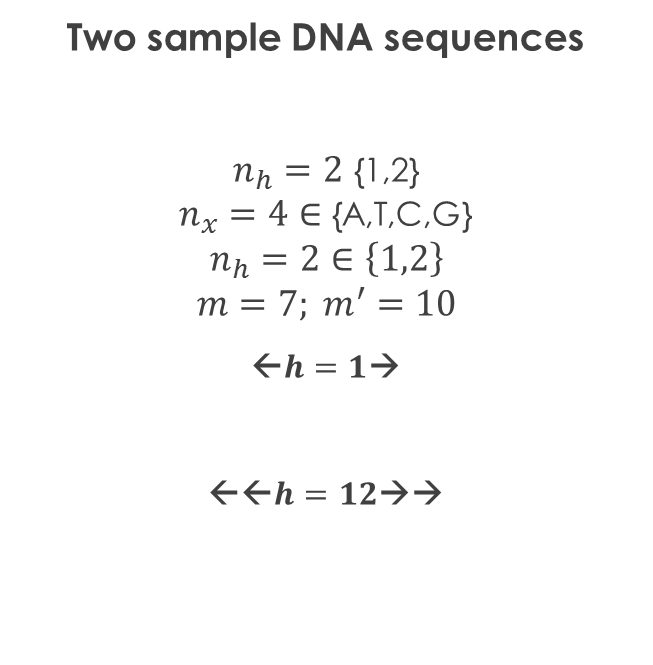 Two sample DNA sequences
n_h = 2 {1,2}
n_x = 4 ∈ {A,T,C,G}
n_h = 2 ∈ {1,2}
m = 7; m′ = 10
←h = 1→
←←h = 12→→